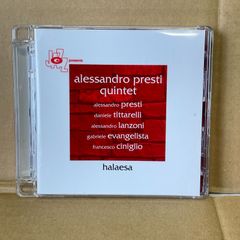 alessandro presti
quintet
alessandro presti
daniele tittarelli
alessandro lanzoni
gabriele evangelista
francesco ciniglio
halaesa